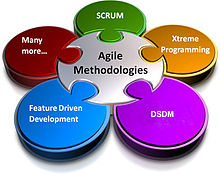 SCRUM
Many
more...
Xtreme
Programming
Agile
Methodologies
Feature Driven
Development
DSDM